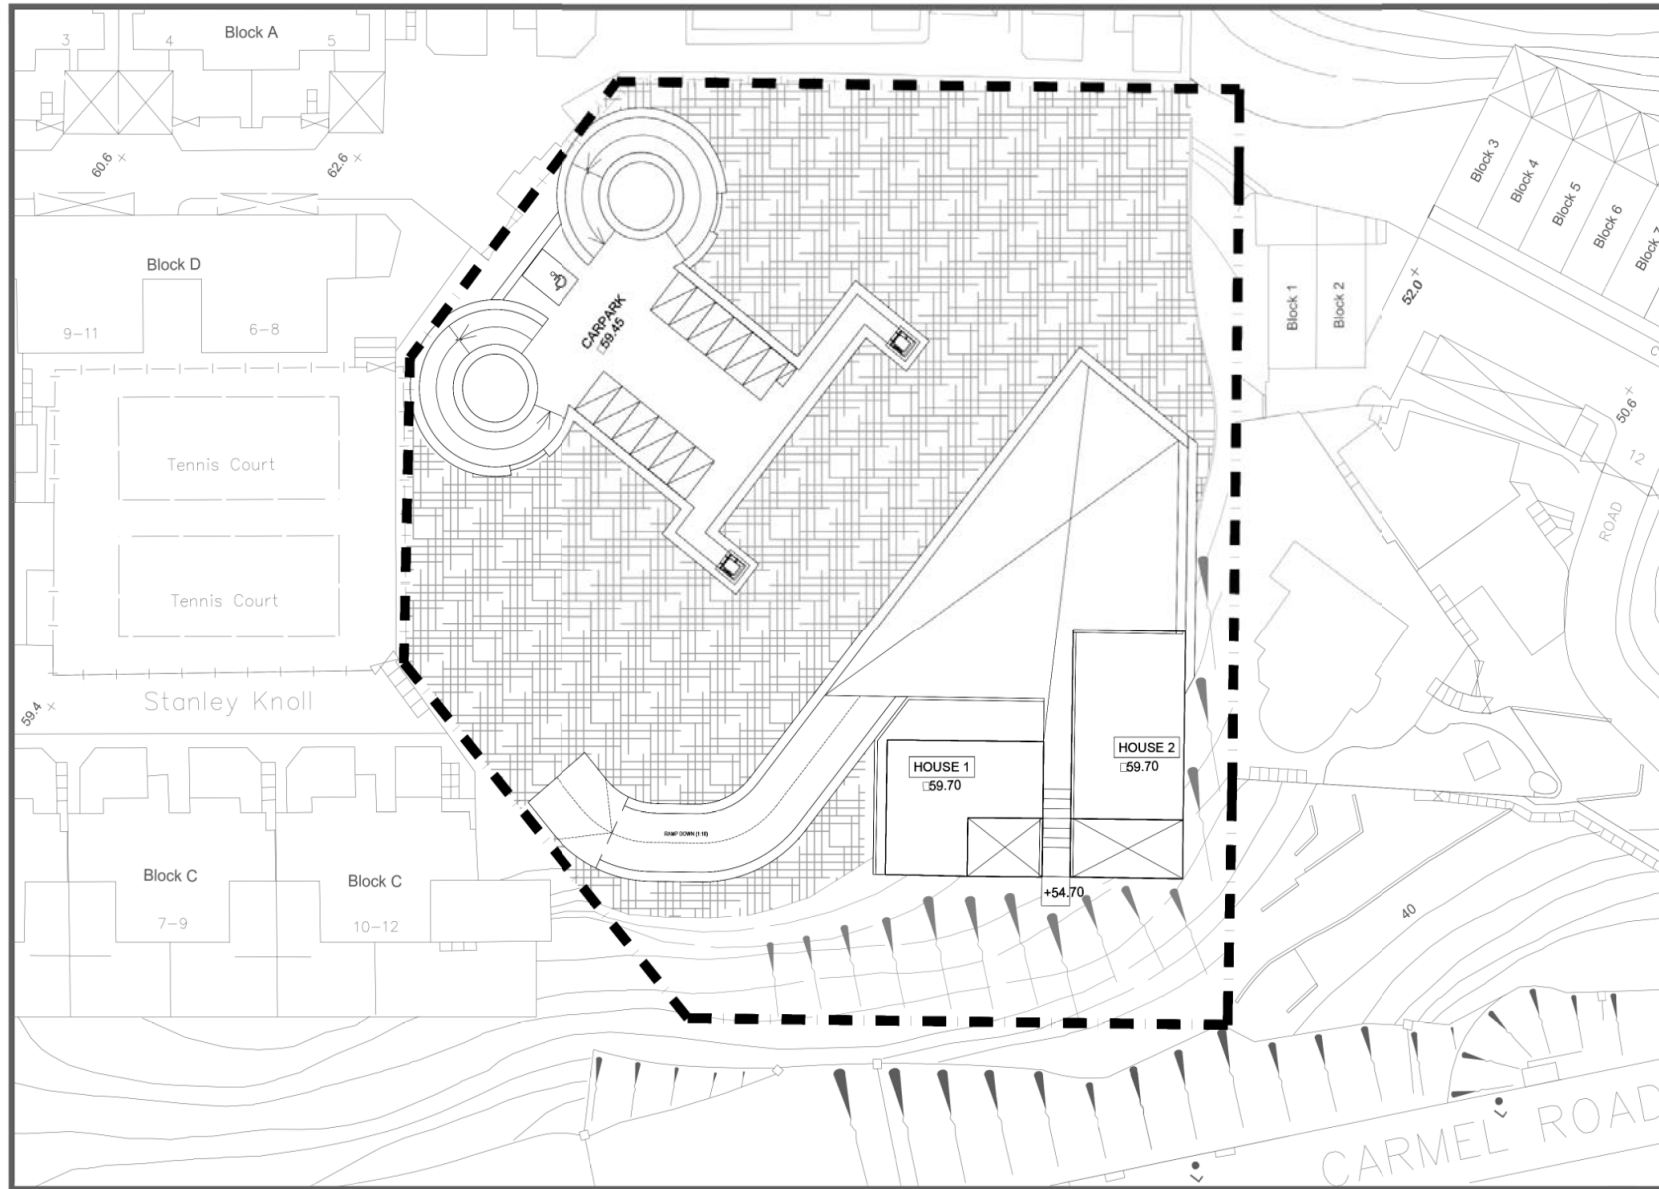 3
4
Block A
5
60.6
62.6
Block D
9-11
6-8
CARPARK
59.45
Block 3
Block 4
Block 5
Block 6
Block 7
Block 1
Block 2
52.0
50.6
12
ROAD
Tennis Court
Tennis Court
Stanley Knoll
59.4
HOUSE 1
59.70
HOUSE 2
59.70
RAMP DOWN (1:10)
+54.70
Block C
7-9
Block C
10-12
40
CARMEL ROAD